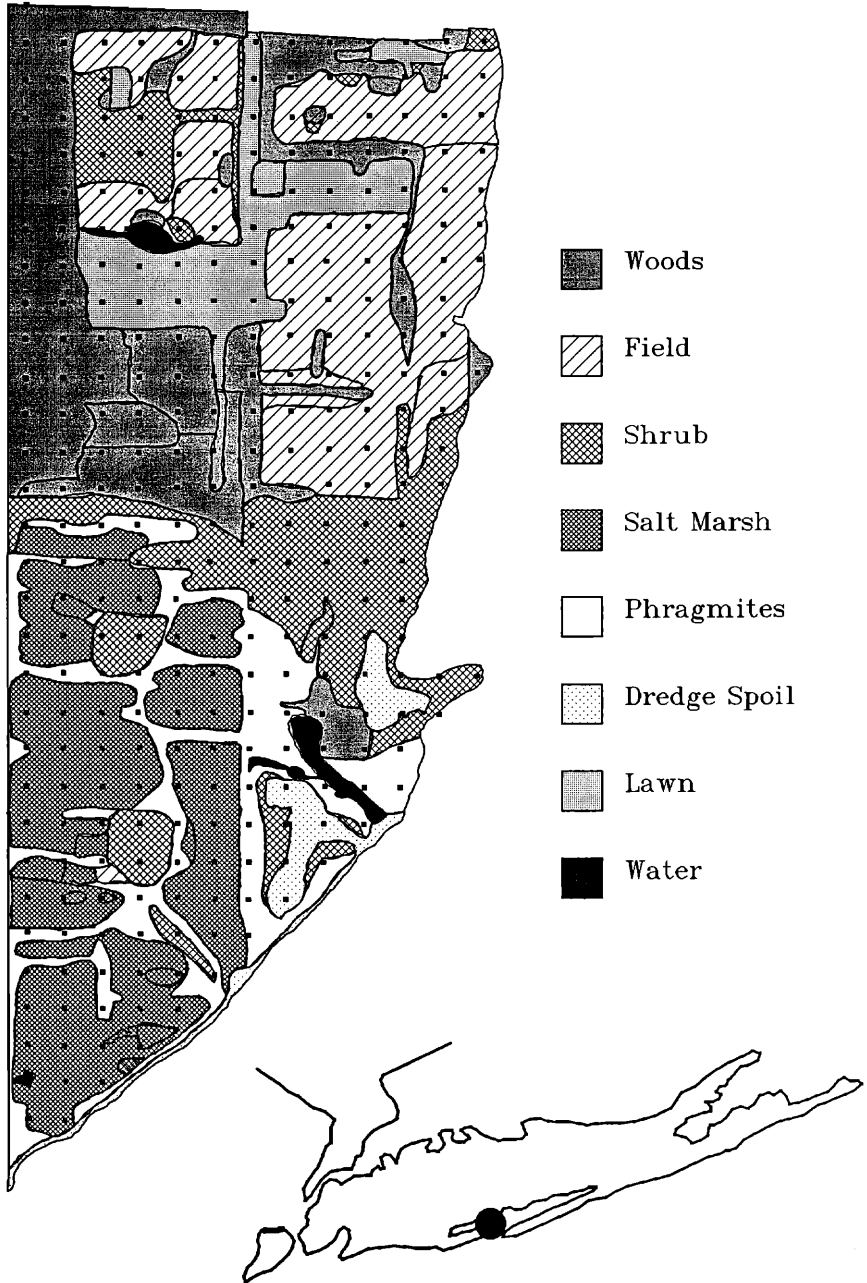 Woods
Field
Shrub
Salt Marsh
Phragmites
Dredge Spoil
Lawn
Water